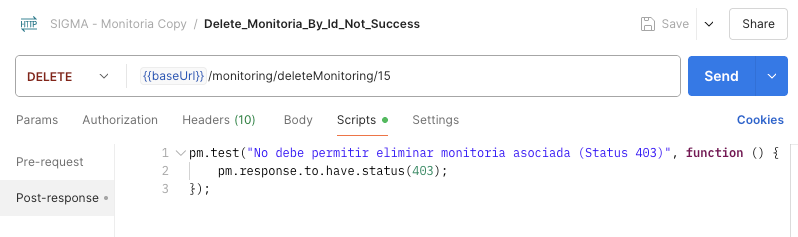 HTTP SIGMA - Monitoria Copy / Delete_Monitoria_By_Id_Not_Success Save Share
DELETE {{baseUrl}}/monitoring/deleteMonitoring/15 Send
Params Authorization Headers (10) Body Scripts Settings Cookies
Pre-request
Post-response
1 pm.test("No debe permitir eliminar monitoria asociada (Status 403)", function () {
2 pm.response.to.have.status(403);
3 });